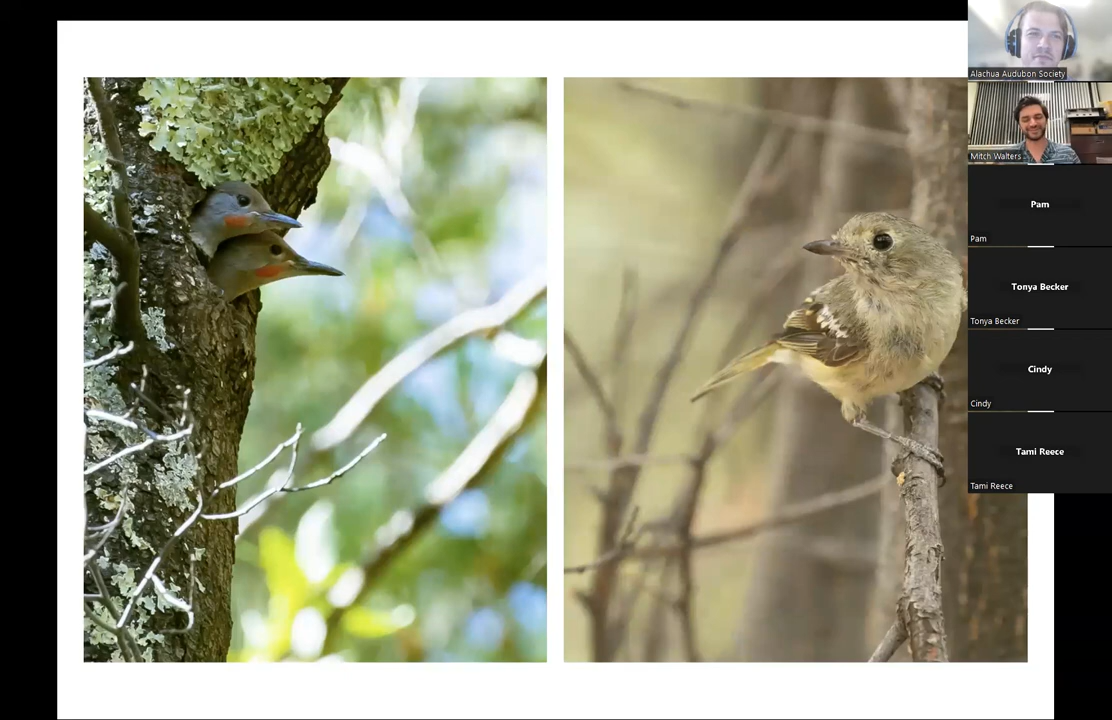 Alachua Audubon Society
Mitch Walters
Pam
Pam
Tonya Becker
Tonya Becker
Cindy
Cindy
Tami Reece
Tami Reece